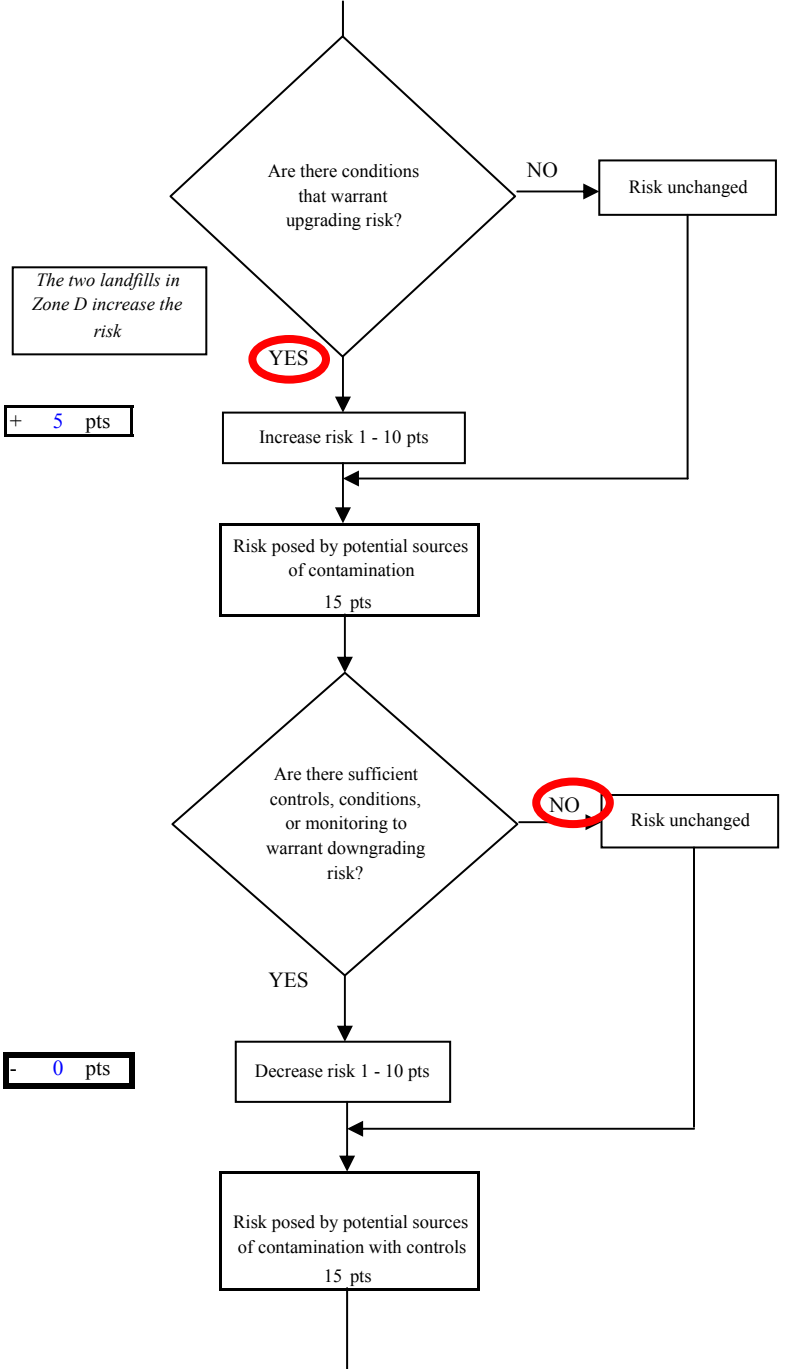 Are there conditions
that warrant
upgrading risk?
NO
Risk unchanged
The two landfills in
Zone D increase the
risk
YES
+ 5 pts
Increase risk 1 - 10 pts
Risk posed by potential sources
of contamination
15 pts
Are there sufficient
controls, conditions,
or monitoring to
warrant downgrading
risk?
NO
Risk unchanged
YES
- 0 pts
Decrease risk 1 - 10 pts
Risk posed by potential sources
of contamination with controls
15 pts